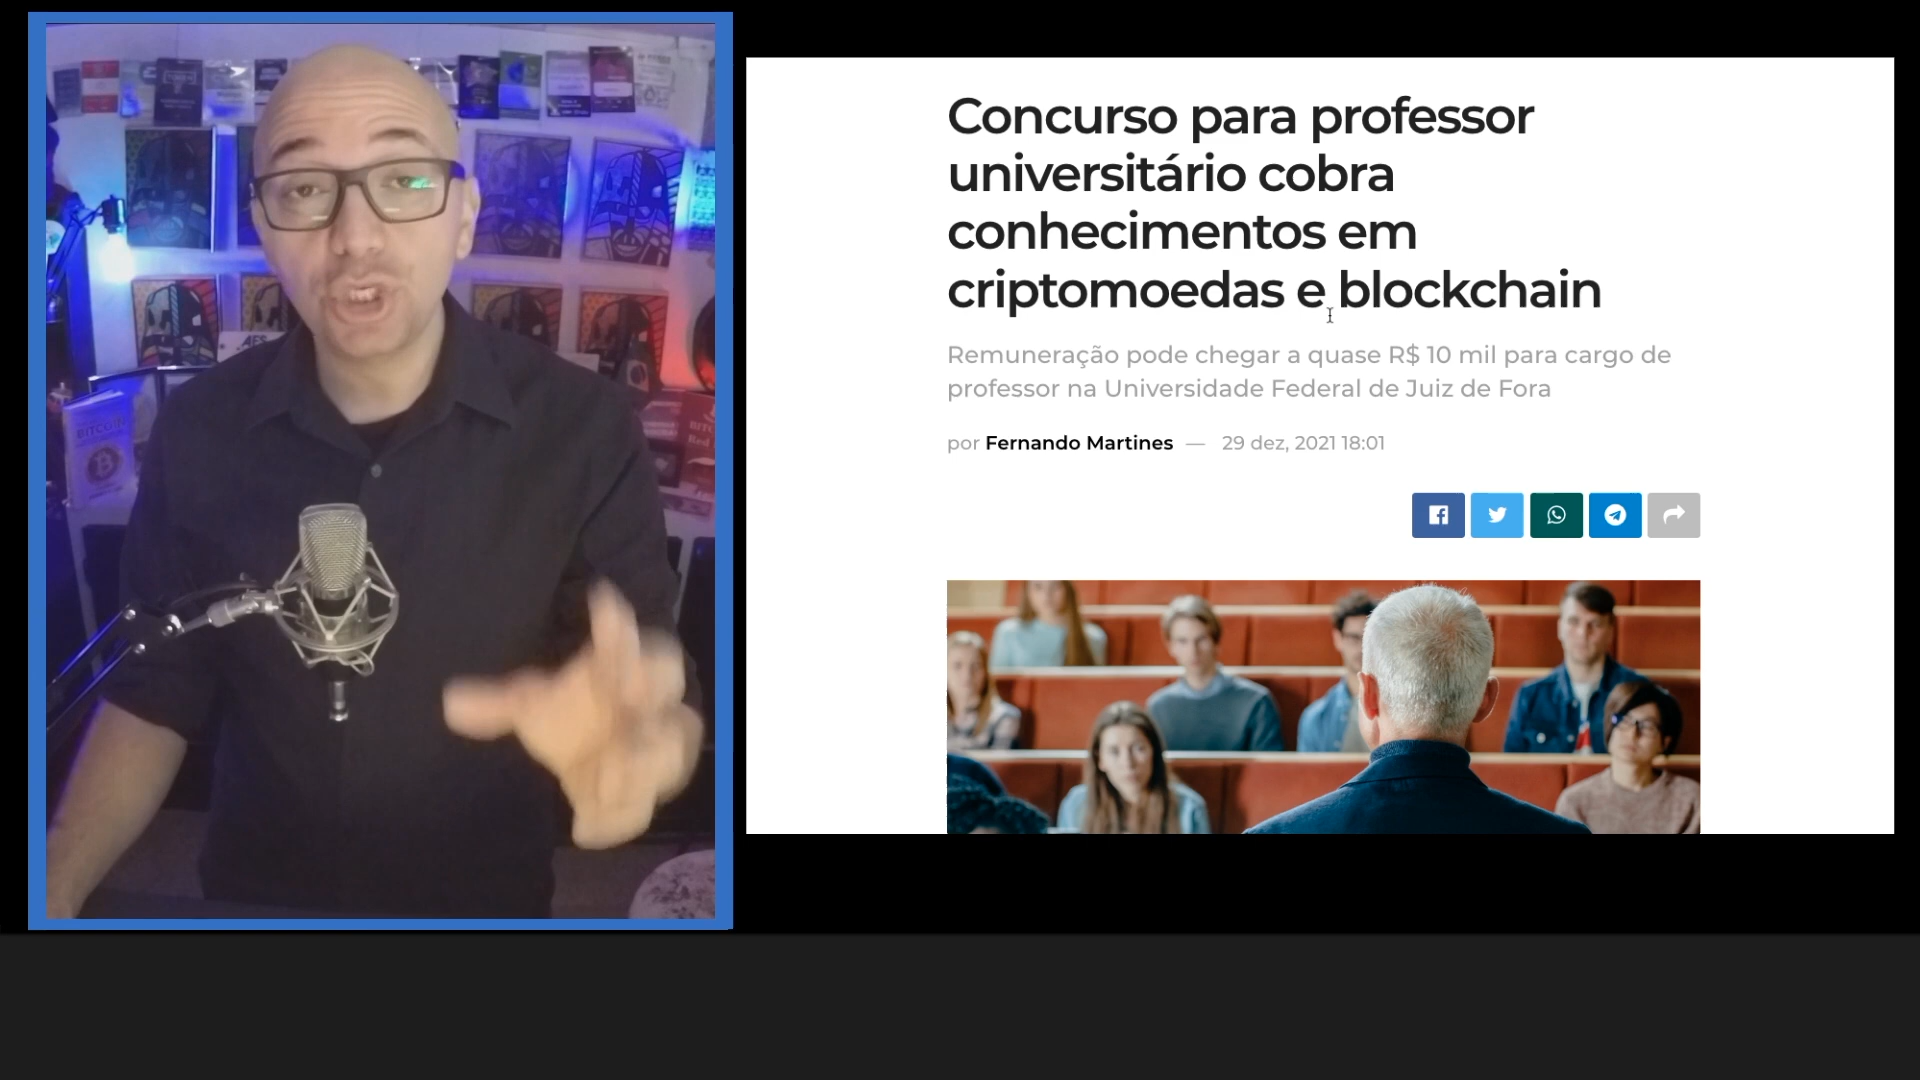 Concurso para professor
universitário cobra
conhecimentos em
criptomoedas e blockchain
Remuneração pode chegar a quase R$ 10 mil para cargo de
professor na Universidade Federal de Juiz de Fora
por Fernando Martines — 29 dez, 2021 18:01
BITCOIN